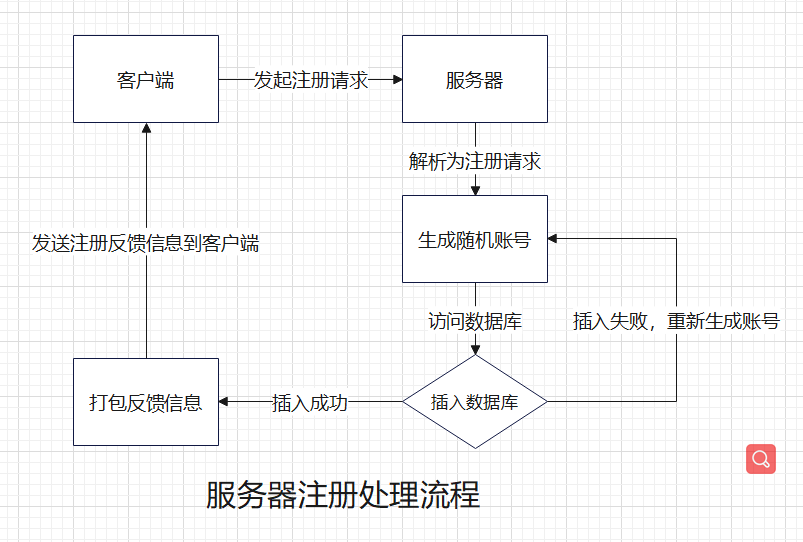 客户端
发起注册请求
服务器
解析为注册请求
生成随机账号
发送注册反馈信息到客户端
访问数据库
插入失败，重新生成账号
打包反馈信息
插入成功
插入数据库
服务器注册处理流程